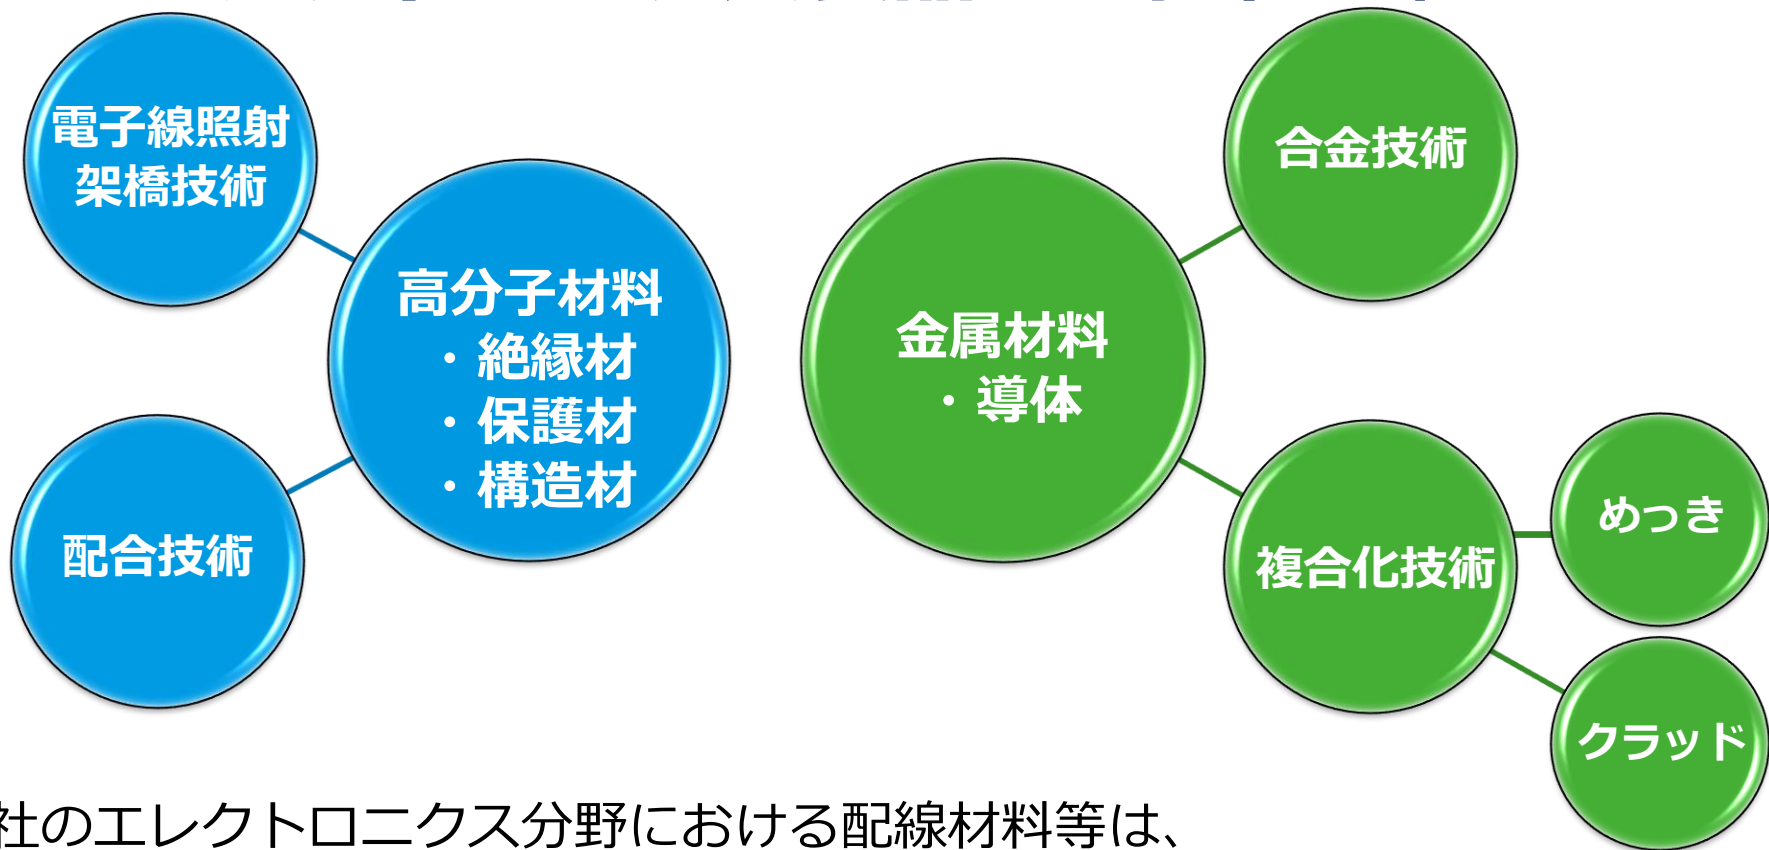 電子線照射
架橋技術
高分子材料
・絶縁材
・保護材
・構造材
配合技術
合金技術
金属材料
・導体
複合化技術
めっき
クラッド
社のエレクトロニクス分野における配線材料等は、